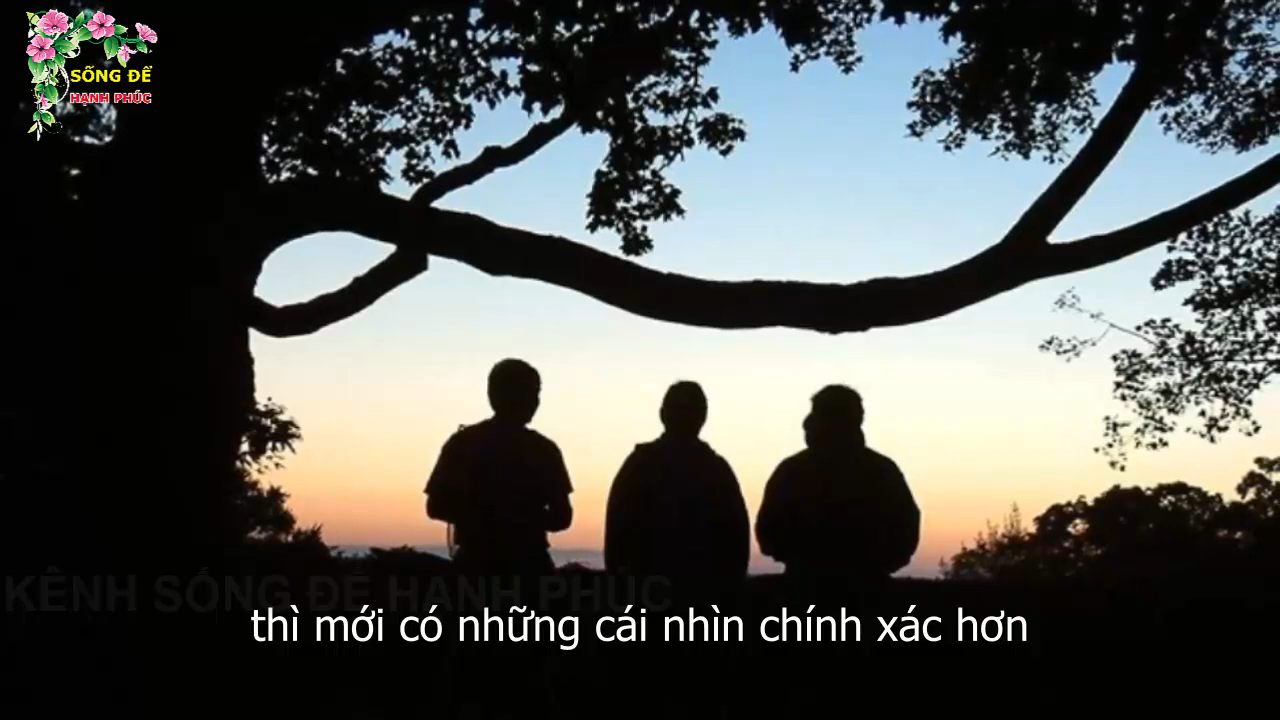 SỐNG ĐỂ
HẠNH PHÚC
KÊNH SỐNG ĐỂ HẠNH PHÚC
thì mới có những cái nhìn chính xác hơn